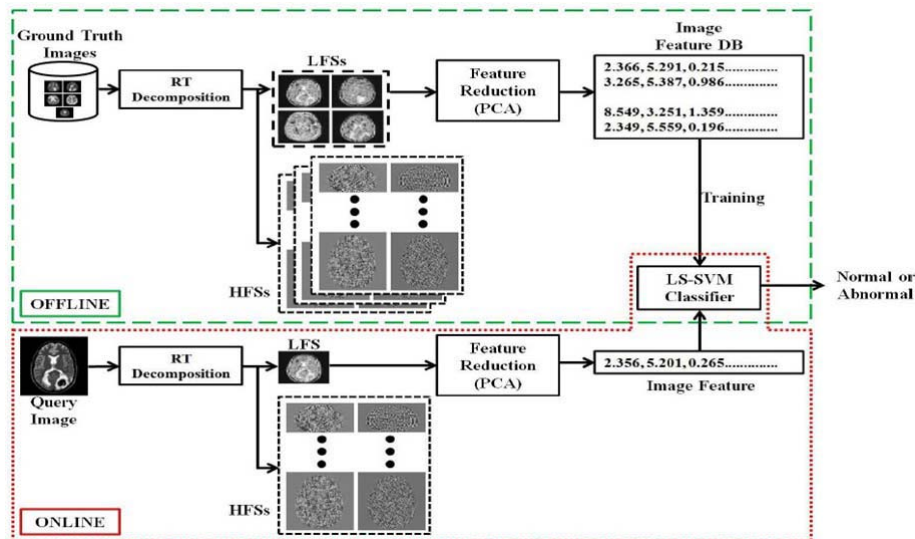 Ground Truth
Images
RT
Decomposition
LFSs
Feature
Reduction
(PCA)
Image
Feature DB
2.366,5.291,0.215..............
3.265,5.387,0.986..............
8.549,3.251,1.359..............
2.349,5.559,0.196..............
Training
HFSs
OFFLINE
LS-SVM
Classifier
Normal or
Abnormal
Query
Image
RT
Decomposition
LFS
Feature
Reduction
(PCA)
2.356,5.201,0.265..............
Image Feature
HFSs
ONLINE